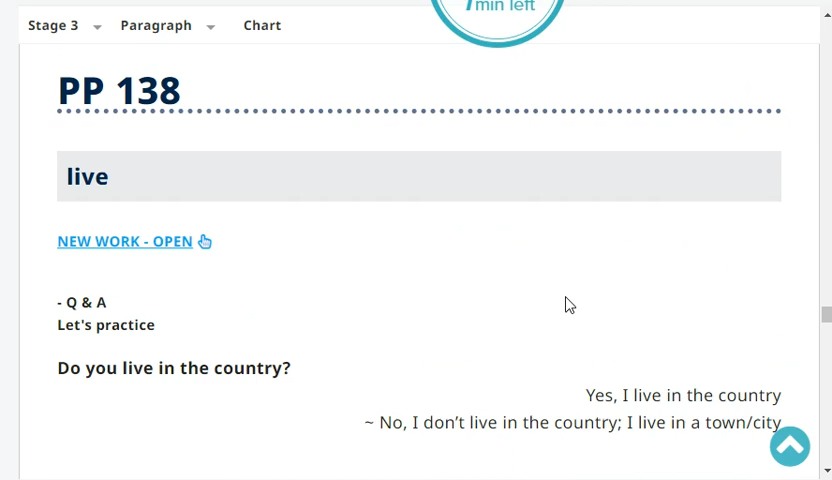 min left
Stage 3 Paragraph Chart
PP 138
live
NEW WORK - OPEN
- Q & A
Let's practice
Do you live in the country?
Yes, I live in the country
~ No, I don’t live in the country; I live in a town/city